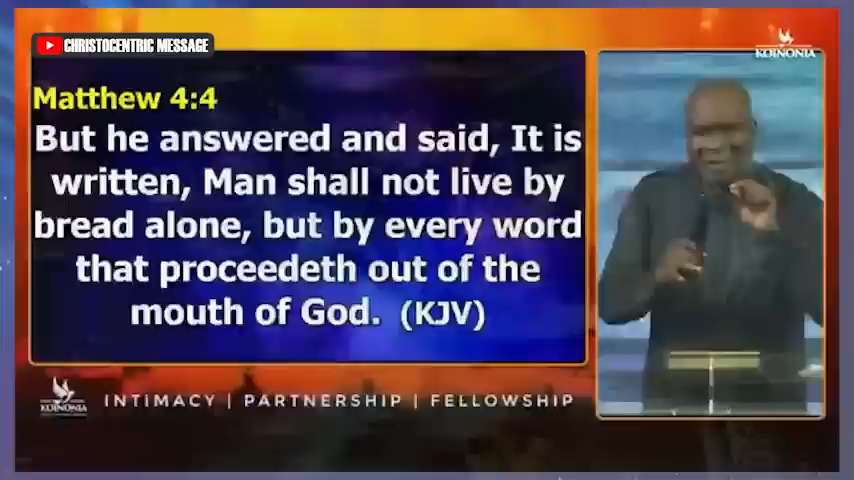 CHRISTOCENTRIC MESSAGE
KOINONIA
Matthew 4:4
But he answered and said, It is
written, Man shall not live by
bread alone, but by every word
that proceedeth out of the
mouth of God. (KJV)
KOINONIA
INTIMACY | PARTNERSHIP | FELLOWSHIP